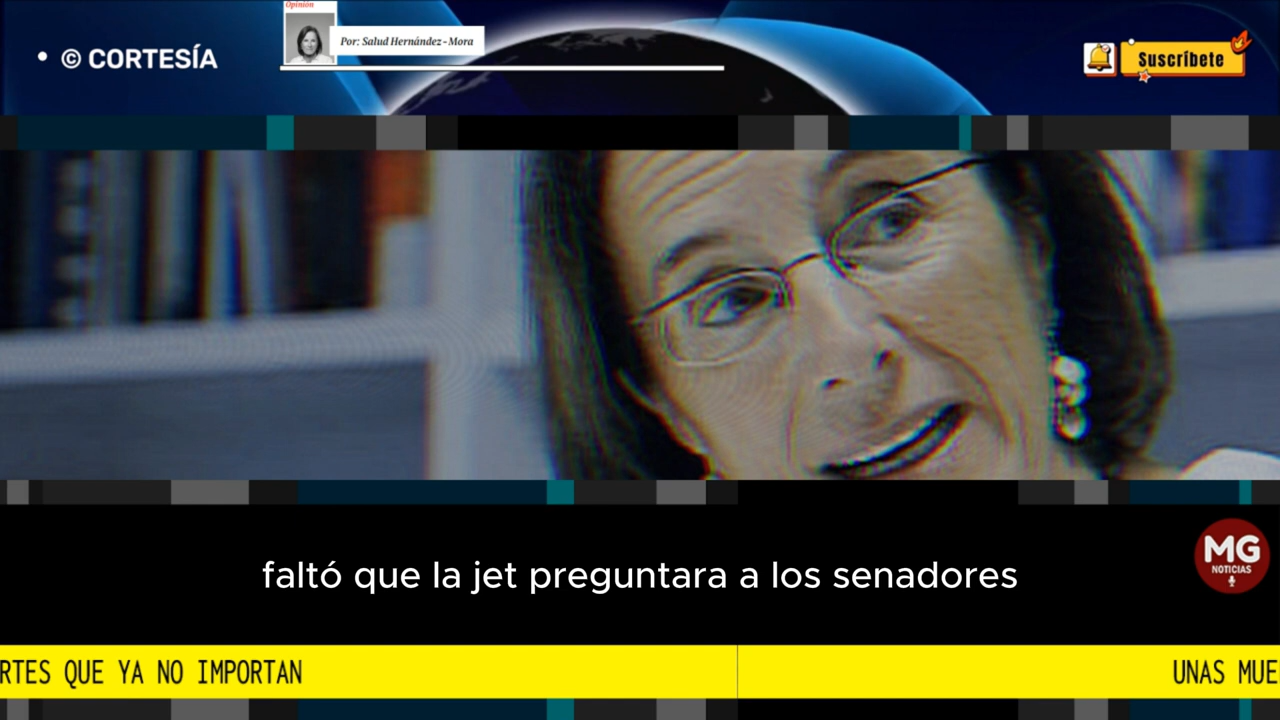 Opinión
Por: Salud Hernández-Mora
• © CORTESÍA
Suscríbete
faltó que la jet preguntara a los senadores
MG
NOTICIAS
RTES QUE YA NO IMPORTAN
UNAS MUE